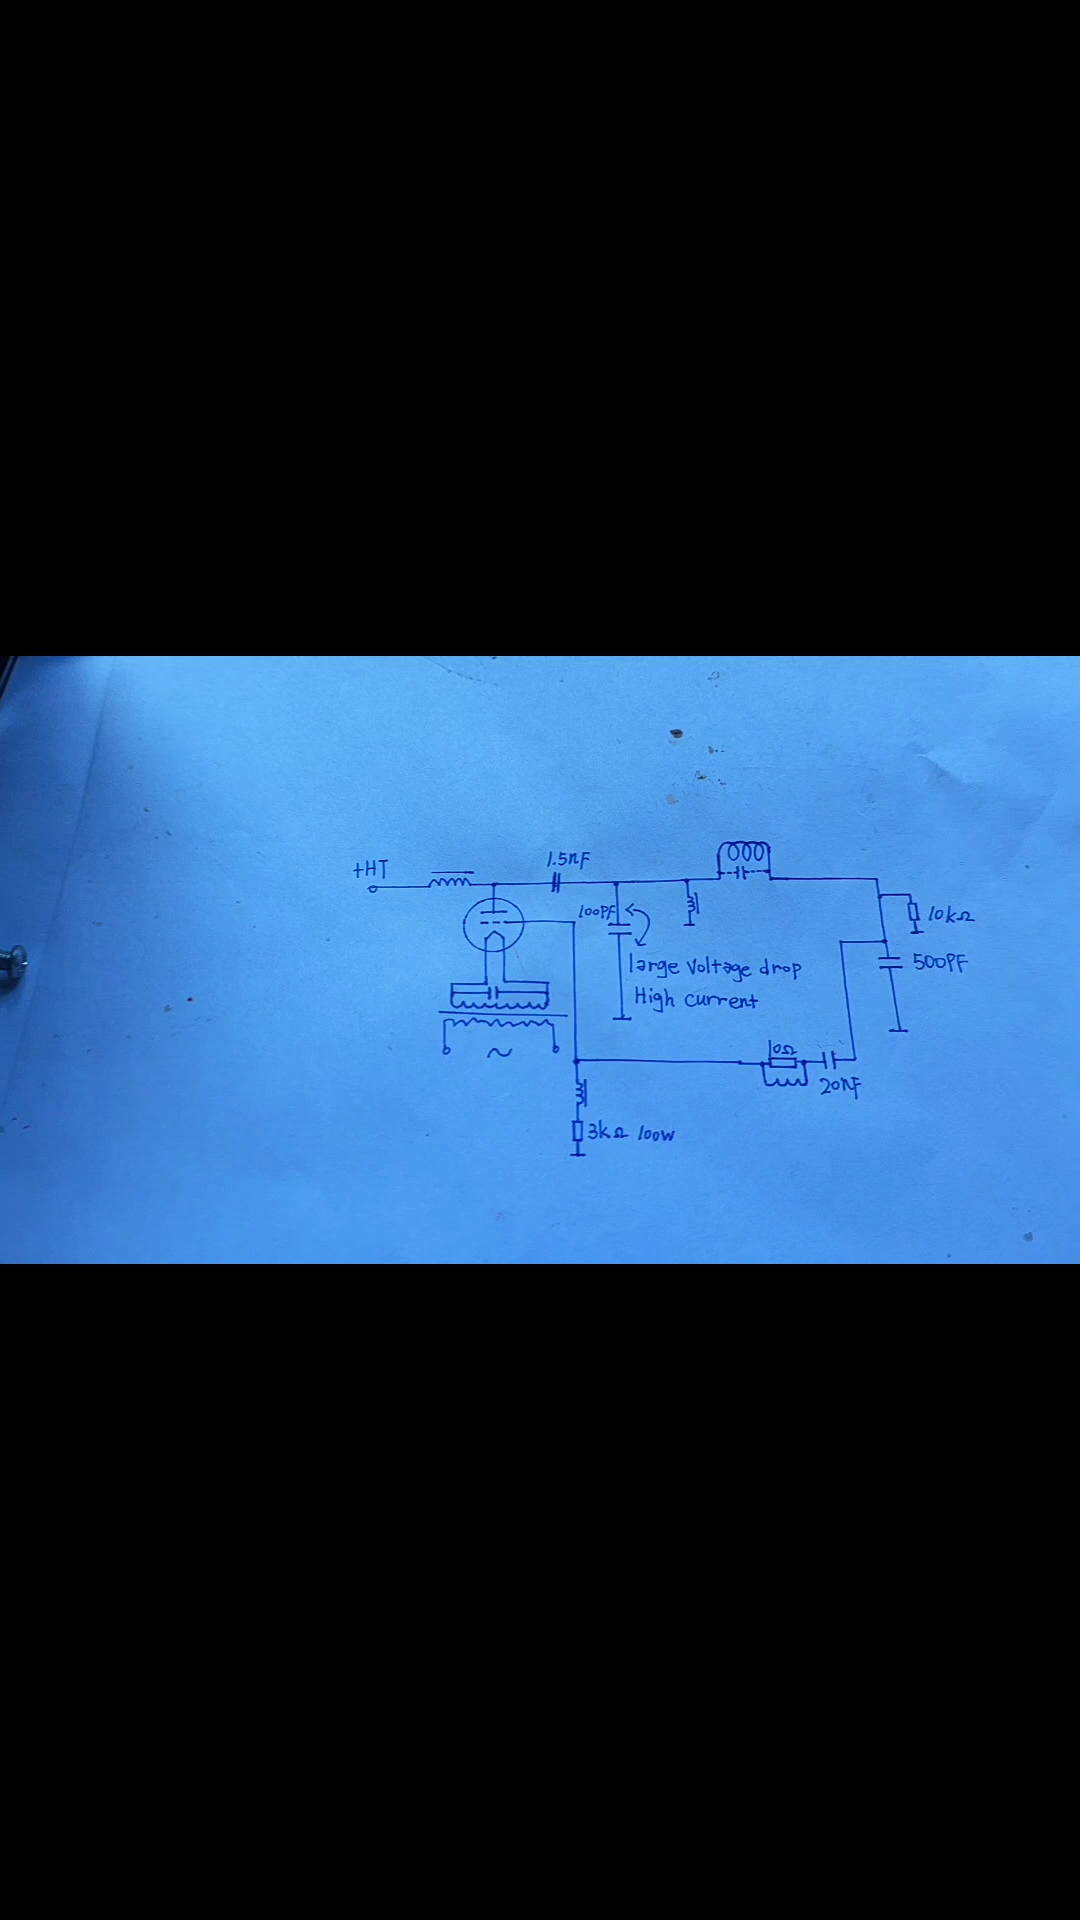 +HT
1.5nF
100PF
10kΩ
large Voltage drop
High current
500PF
10Ω
20nF
3kΩ 100W